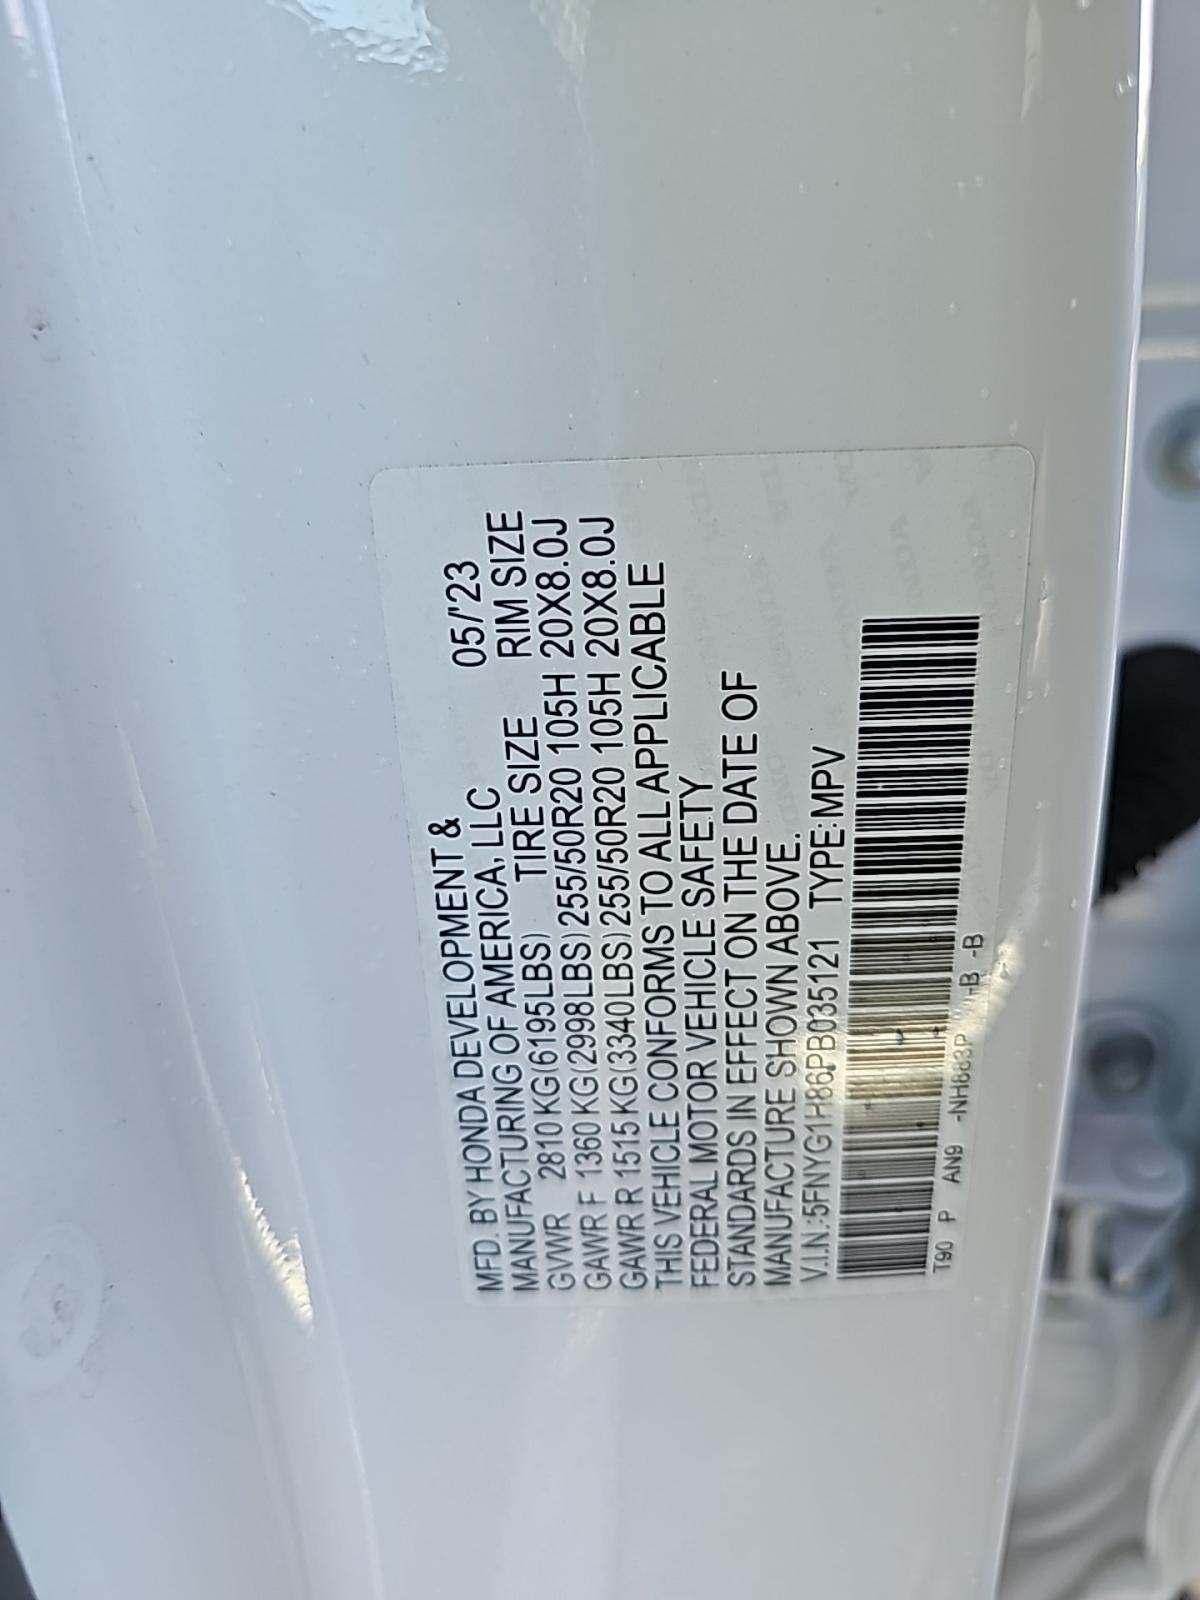 MFD. BY HONDA DEVELOPMENT &
MANUFACTURING OF AMERICA, LLC 05/'23
GVWR 2810 KG(6195LBS) TIRE SIZE RIM SIZE
GAWR F 1360 KG(2998LBS) 255/50R20 105H 20X8.0J
GAWR R 1515 KG(3340LBS) 255/50R20 105H 20X8.0J
THIS VEHICLE CONFORMS TO ALL APPLICABLE
FEDERAL MOTOR VEHICLE SAFETY
STANDARDS IN EFFECT ON THE DATE OF
MANUFACTURE SHOWN ABOVE.
V.I.N.:5FNYG1H86PB035121 TYPE:MPV
T90 P AN9 -NH883P -B -B